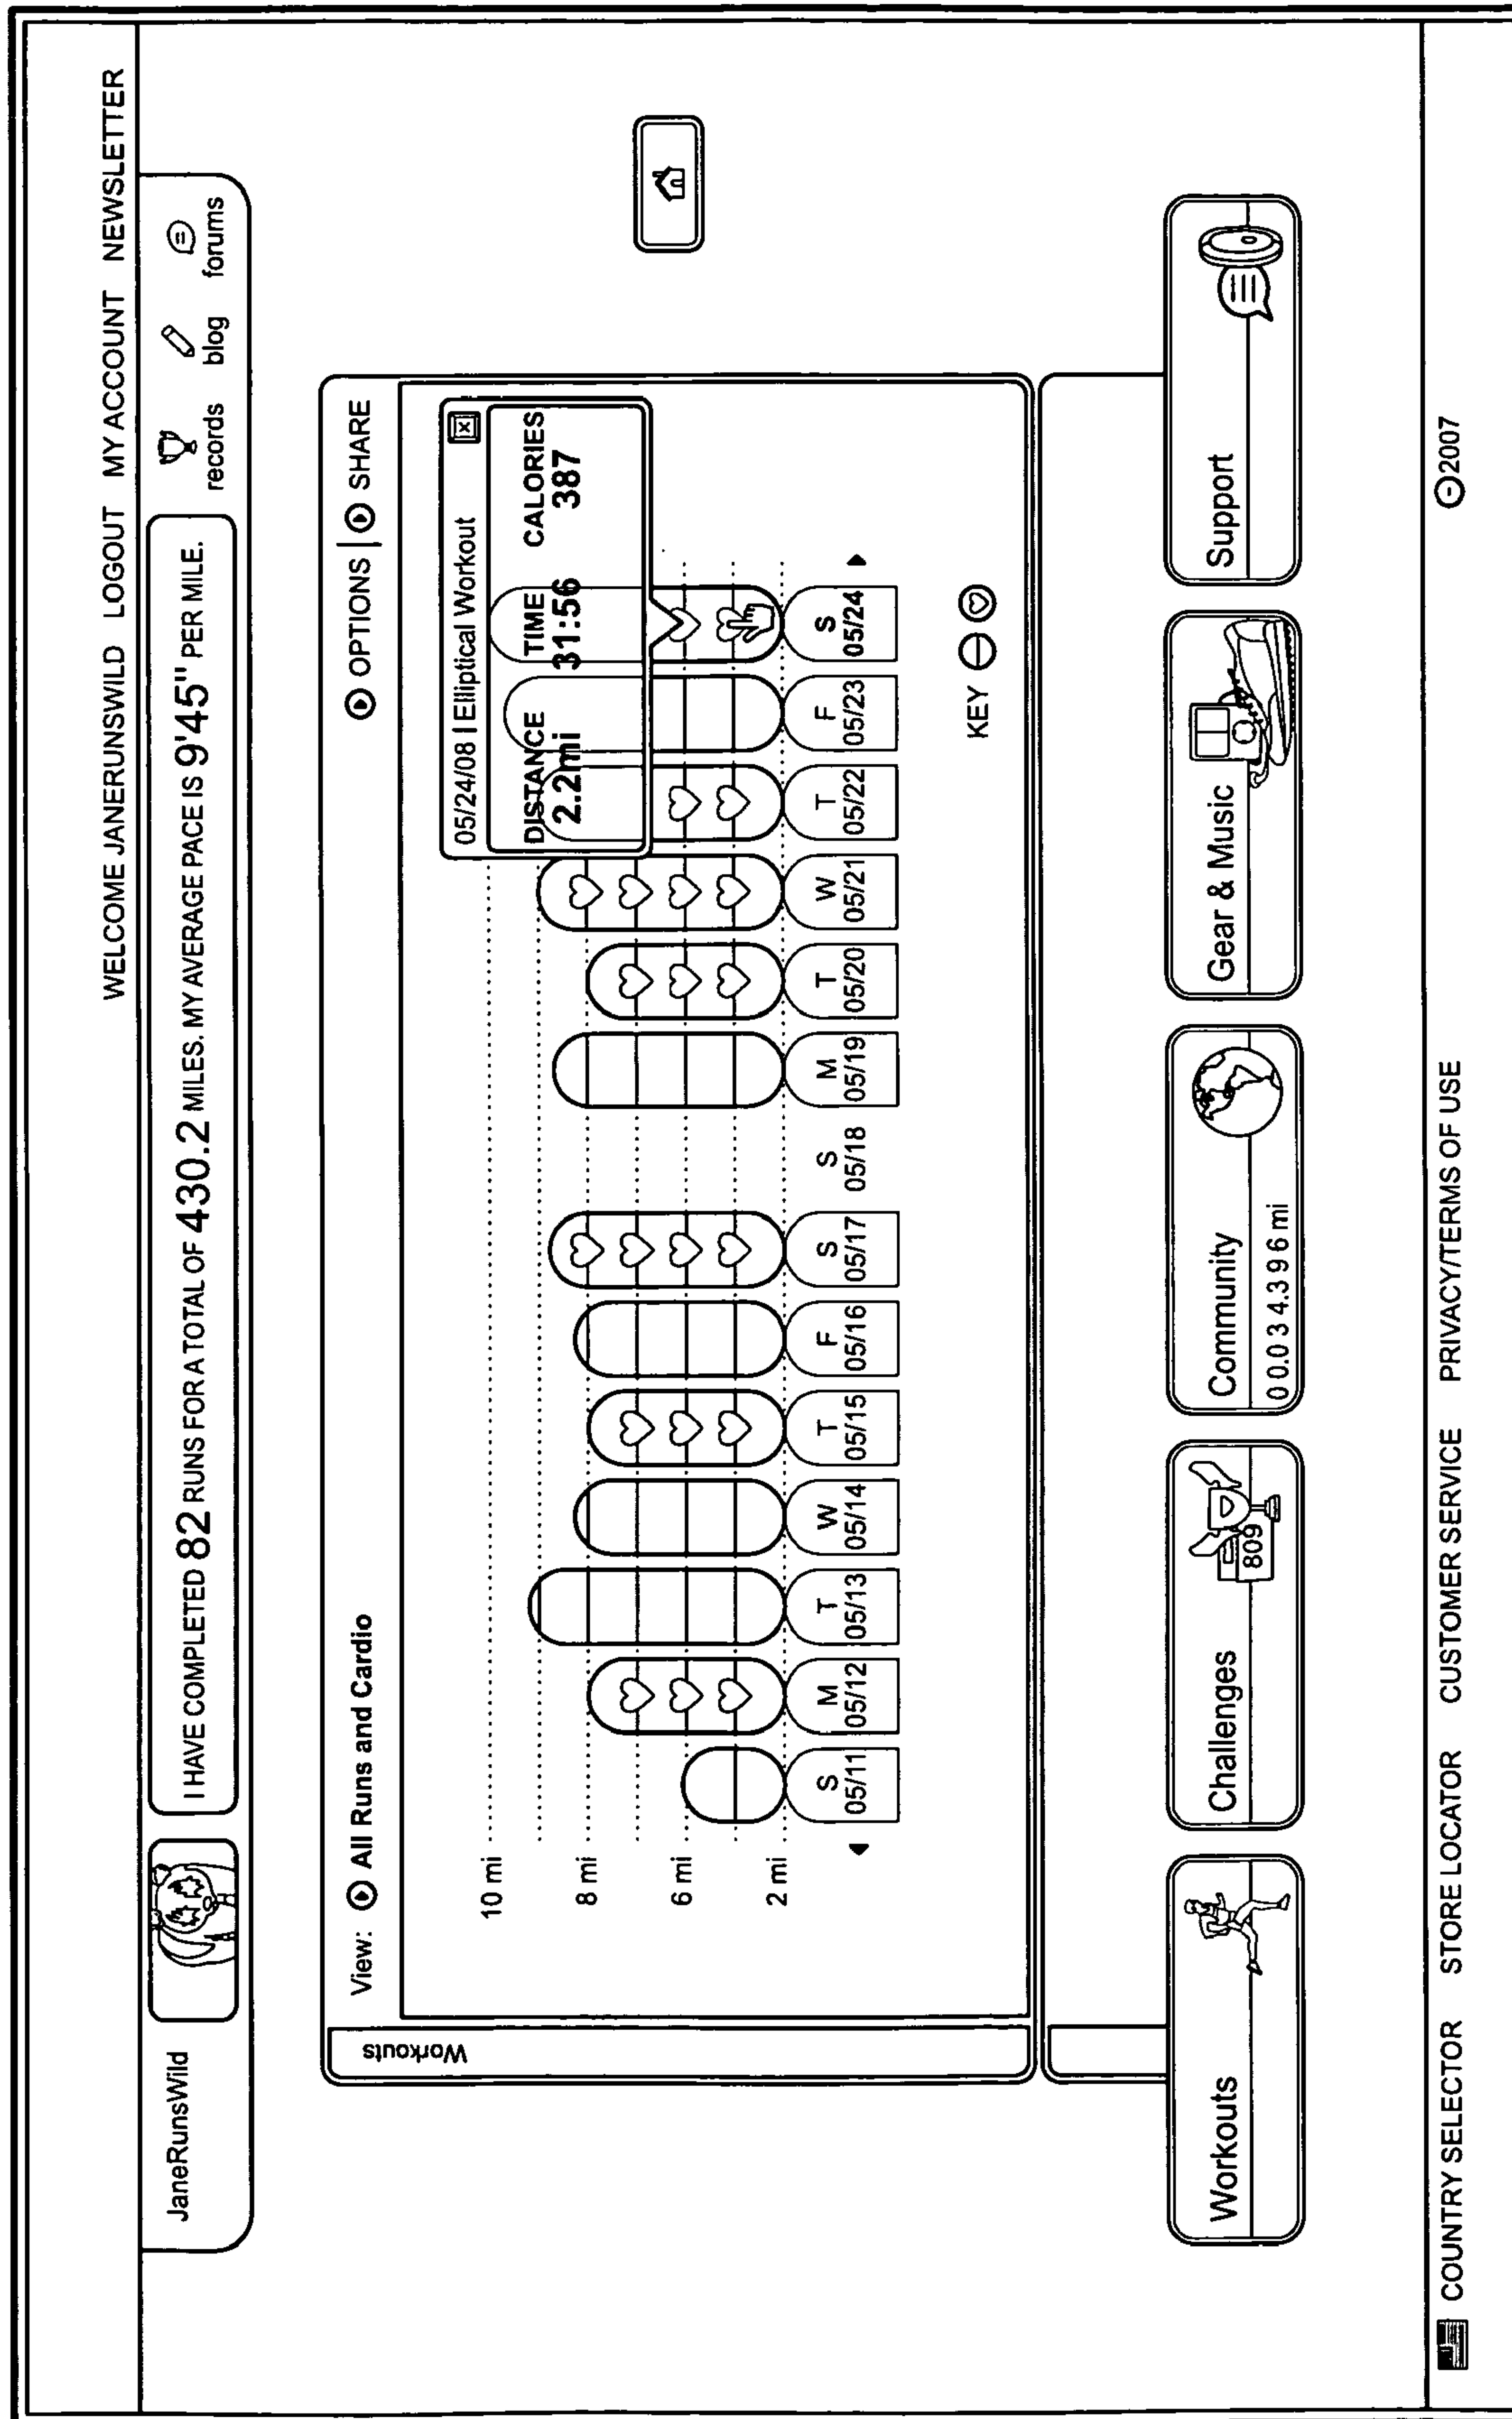 WELCOME JANERUNSWILD LOGOUT MY ACCOUNT NEWSLETTER
JaneRunsWild
I HAVE COMPLETED 82 RUNS FOR A TOTAL OF 430.2 MILES. MY AVERAGE PACE IS 9'45" PER MILE.
records blog forums
View: All Runs and Cardio
OPTIONS | SHARE
Workouts
05/24/08 | Elliptical Workout
DISTANCE TIME CALORIES
2.2mi 31:56 387
10 mi
8 mi
6 mi
2 mi
S M T W T F S S M T W T F S
05/11 05/12 05/13 05/14 05/15 05/16 05/17 05/18 05/19 05/20 05/21 05/22 05/23 05/24
KEY
Workouts
Challenges
809
Community
0 0.0 3 4.3 9 6 mi
Gear & Music
Support
COUNTRY SELECTOR STORE LOCATOR CUSTOMER SERVICE PRIVACY/TERMS OF USE
2007